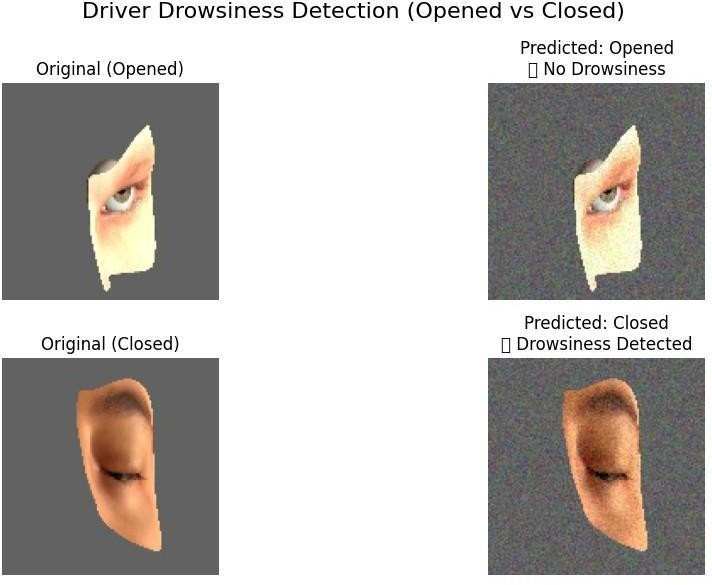 Driver Drowsiness Detection (Opened vs Closed)
Original (Opened)
Predicted: Opened
▯ No Drowsiness
Original (Closed)
Predicted: Closed
▯ Drowsiness Detected